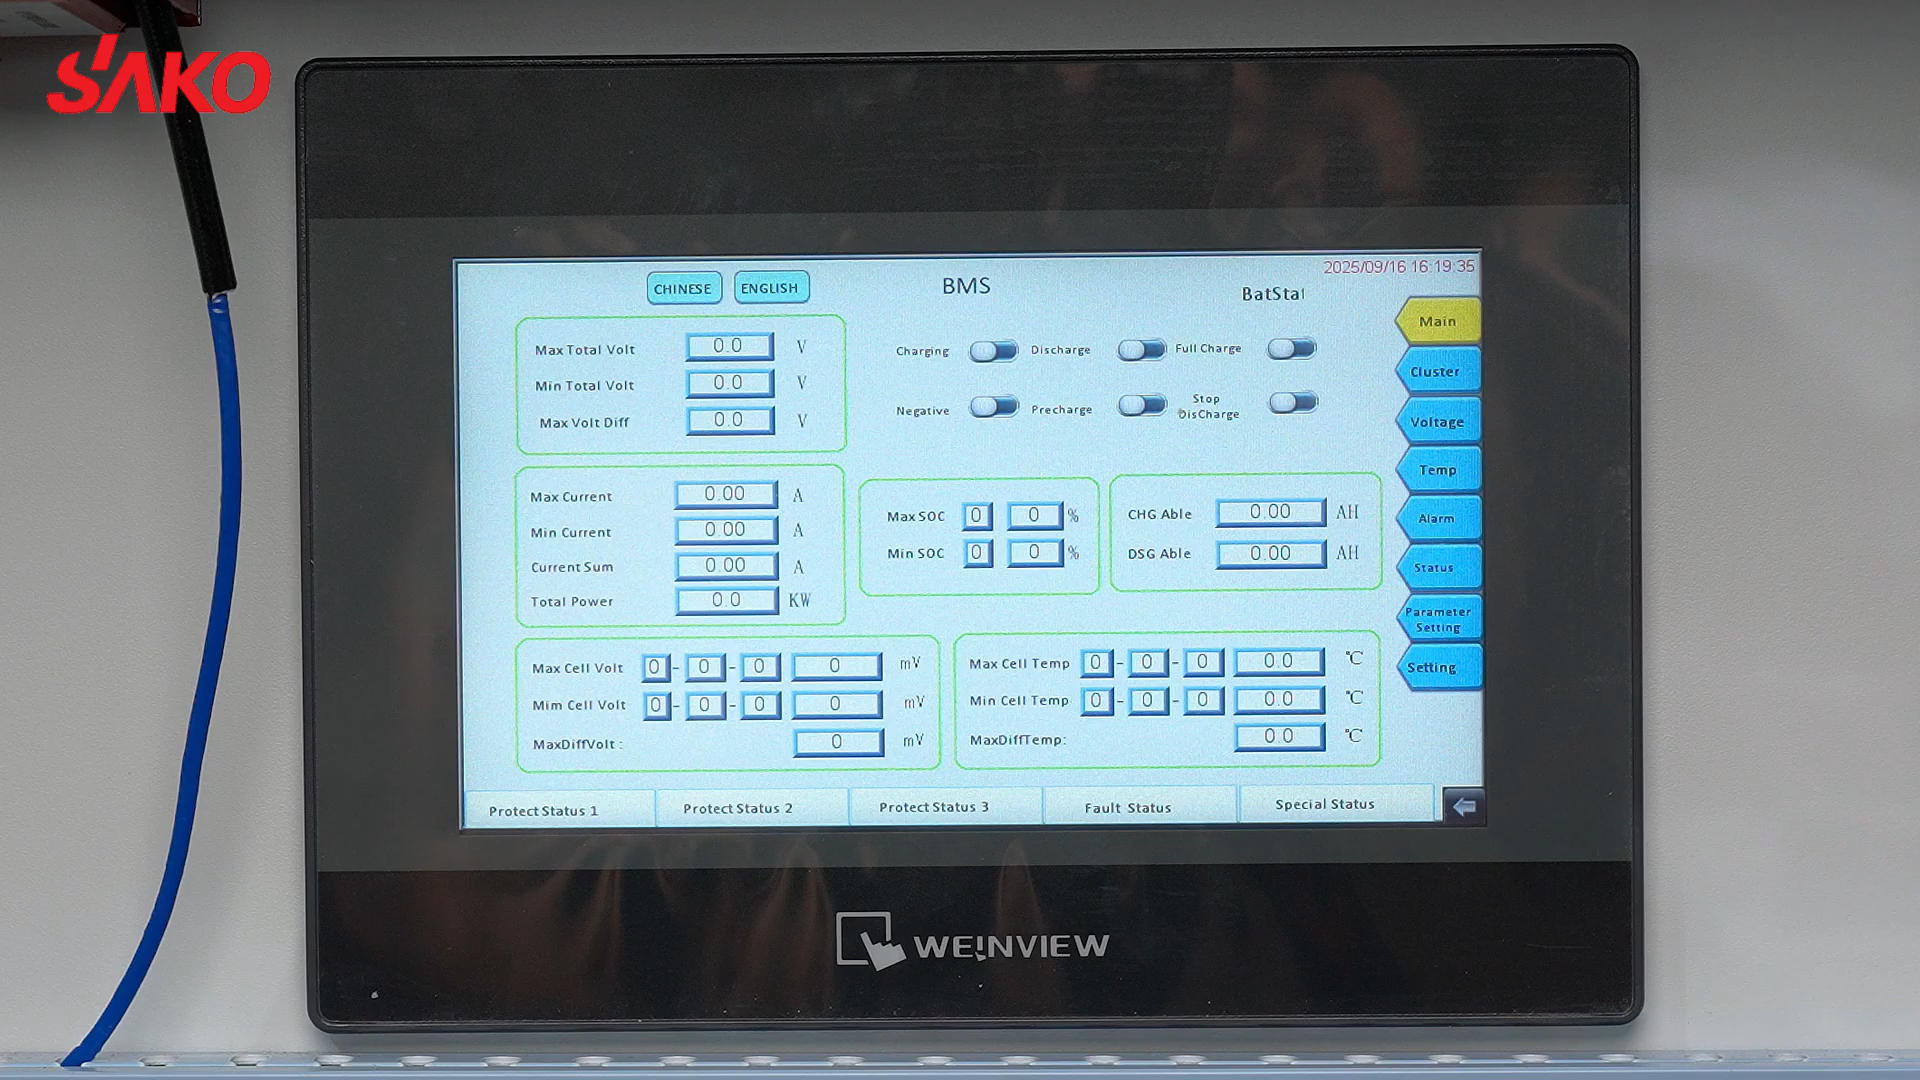 SAKO
2025/09/16 16:19:35
CHINESE ENGLISH BMS BatStat
Main
Max Total Volt 0.0 V
Min Total Volt 0.0 V
Max Volt Diff 0.0 V
Charging Discharge Full Charge
Negative Precharge Stop
DisCharge
Cluster
Voltage
Temp
Alarm
Status
Parameter
Setting
Setting
Max Current 0.00 A
Min Current 0.00 A
Current Sum 0.00 A
Total Power 0.0 KW
Max SOC 0 0 %
Min SOC 0 0 %
CHG Able 0.00 AH
DSG Able 0.00 AH
Max Cell Volt 0 - 0 - 0 0 mV
Mim Cell Volt 0 - 0 - 0 0 mV
MaxDiffVolt : 0 mV
Max Cell Temp 0 - 0 - 0 0.0 ℃
Min Cell Temp 0 - 0 - 0 0.0 ℃
MaxDiffTemp: 0.0 ℃
Protect Status 1 Protect Status 2 Protect Status 3 Fault Status Special Status
WEINVIEW